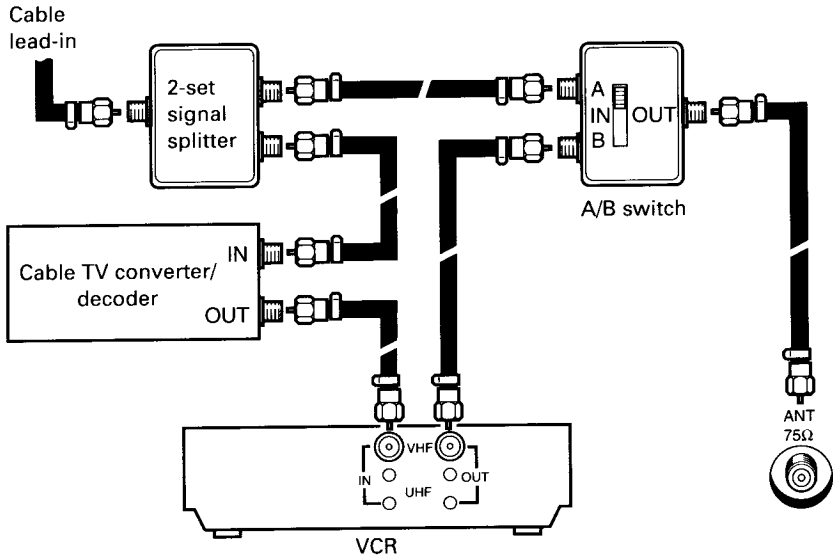 Cable
lead-in
2-set
signal
splitter
A
IN
B
OUT
A/B switch
Cable TV converter/
decoder
IN
OUT
ANT
75Ω
VHF
IN
OUT
UHF
VCR